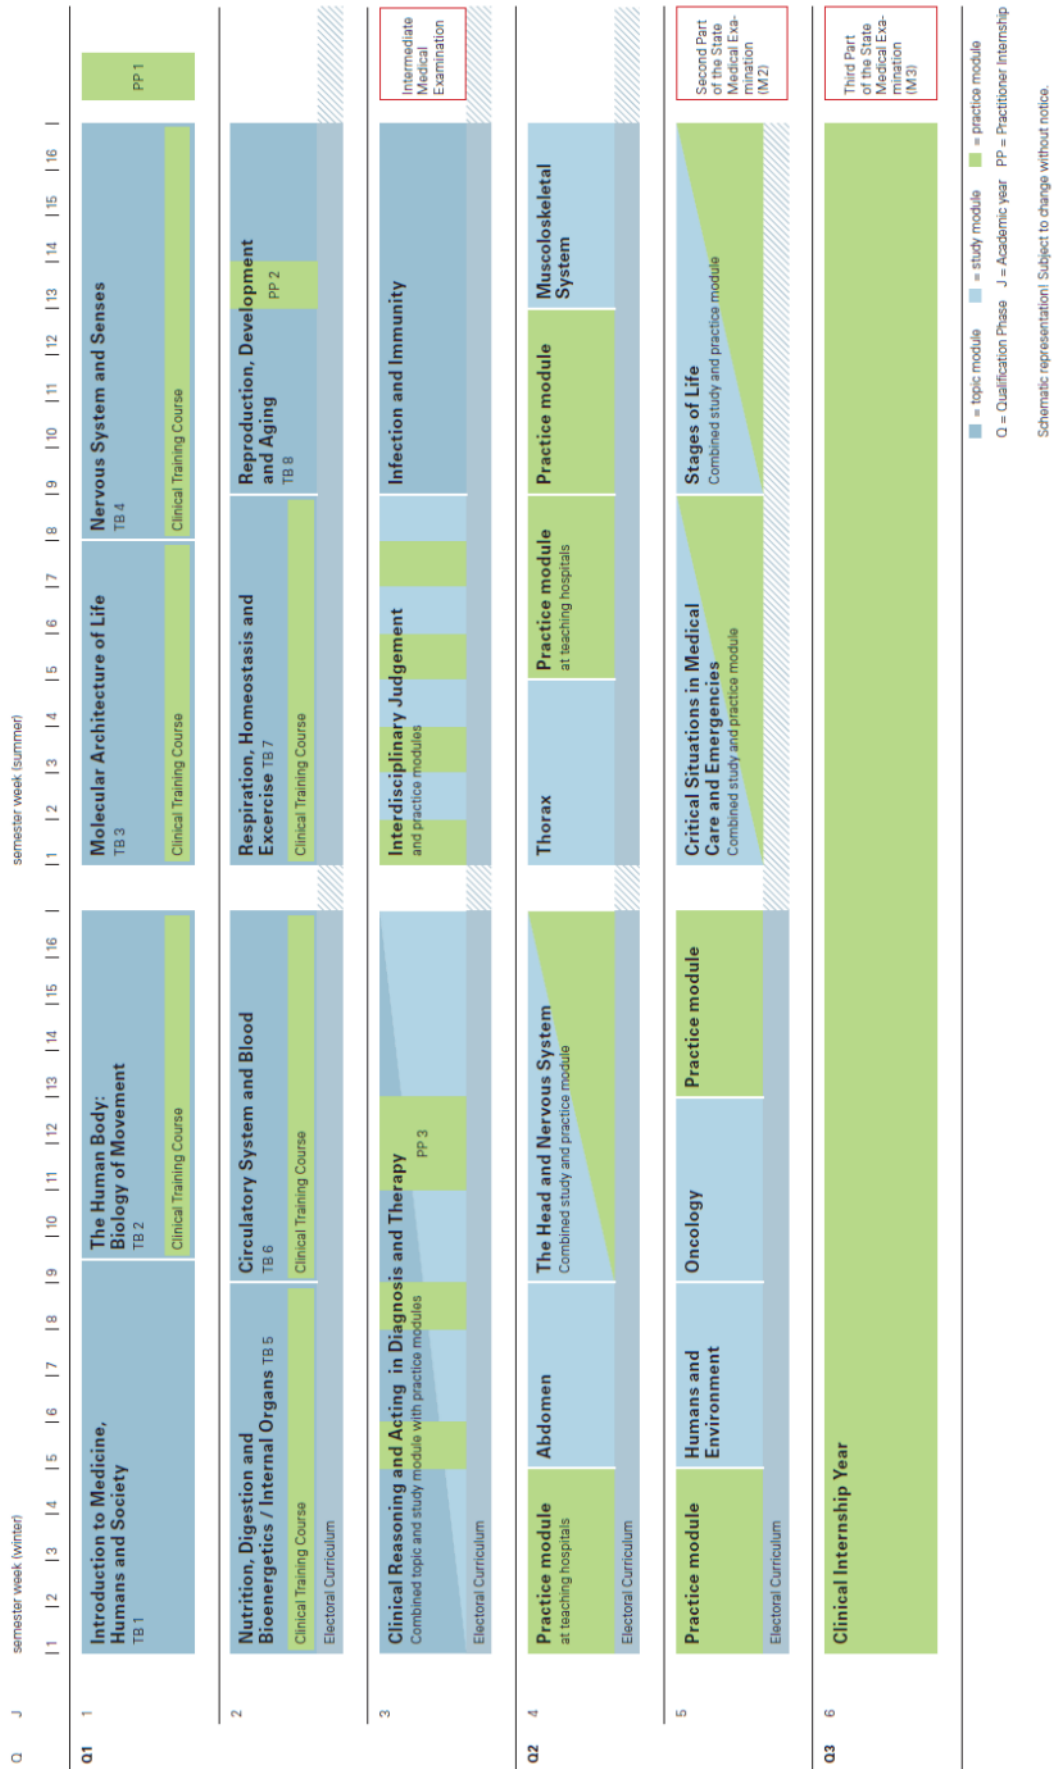 Q J semester week (winter) semester week (summer)
| 1 | 2 | 3 | 4 | 5 | 6 | 7 | 8 | 9 | 10 | 11 | 12 | 13 | 14 | 15 | 16 | | 1 | 2 | 3 | 4 | 5 | 6 | 7 | 8 | 9 | 10 | 11 | 12 | 13 | 14 | 15 | 16 |
Q1 1
Introduction to Medicine,
Humans and Society
TB 1
The Human Body:
Biology of Movement
TB 2
Clinical Training Course
Molecular Architecture of Life
TB 3
Clinical Training Course
Nervous System and Senses
TB 4
Clinical Training Course
PP 1
2
Nutrition, Digestion and
Bioenergetics / Internal Organs TB 5
Clinical Training Course
Electoral Curriculum
Circulatory System and Blood
TB 6
Clinical Training Course
Respiration, Homeostasis and
Excercise TB 7
Clinical Training Course
Reproduction, Development
and Aging
TB 8
PP 2
3
Clinical Reasoning and Acting in Diagnosis and Therapy
Combined topic and study module with practice modules
PP 3
Electoral Curriculum
Interdisciplinary Judgement
and practice modules
Infection and Immunity
Intermediate
Medical
Examination
Q2 4
Practice module
at teaching hospitals
Electoral Curriculum
Abdomen
The Head and Nervous System
Combined study and practice module
Thorax
Practice module
at teaching hospitals
Practice module
Muscoloskeletal
System
5
Practice module
Electoral Curriculum
Humans and
Environment
Oncology
Practice module
Critical Situations in Medical
Care and Emergencies
Combined study and practice module
Stages of Life
Combined study and practice module
Second Part
of the State
Medical Exa-
mination
(M2)
Q3 6
Clinical Internship Year
Third Part
of the State
Medical Exa-
mination
(M3)
= topic module = study module = practice module
Q = Qualification Phase J = Academic year PP = Practitioner Internship
Schematic representation! Subject to change without notice.